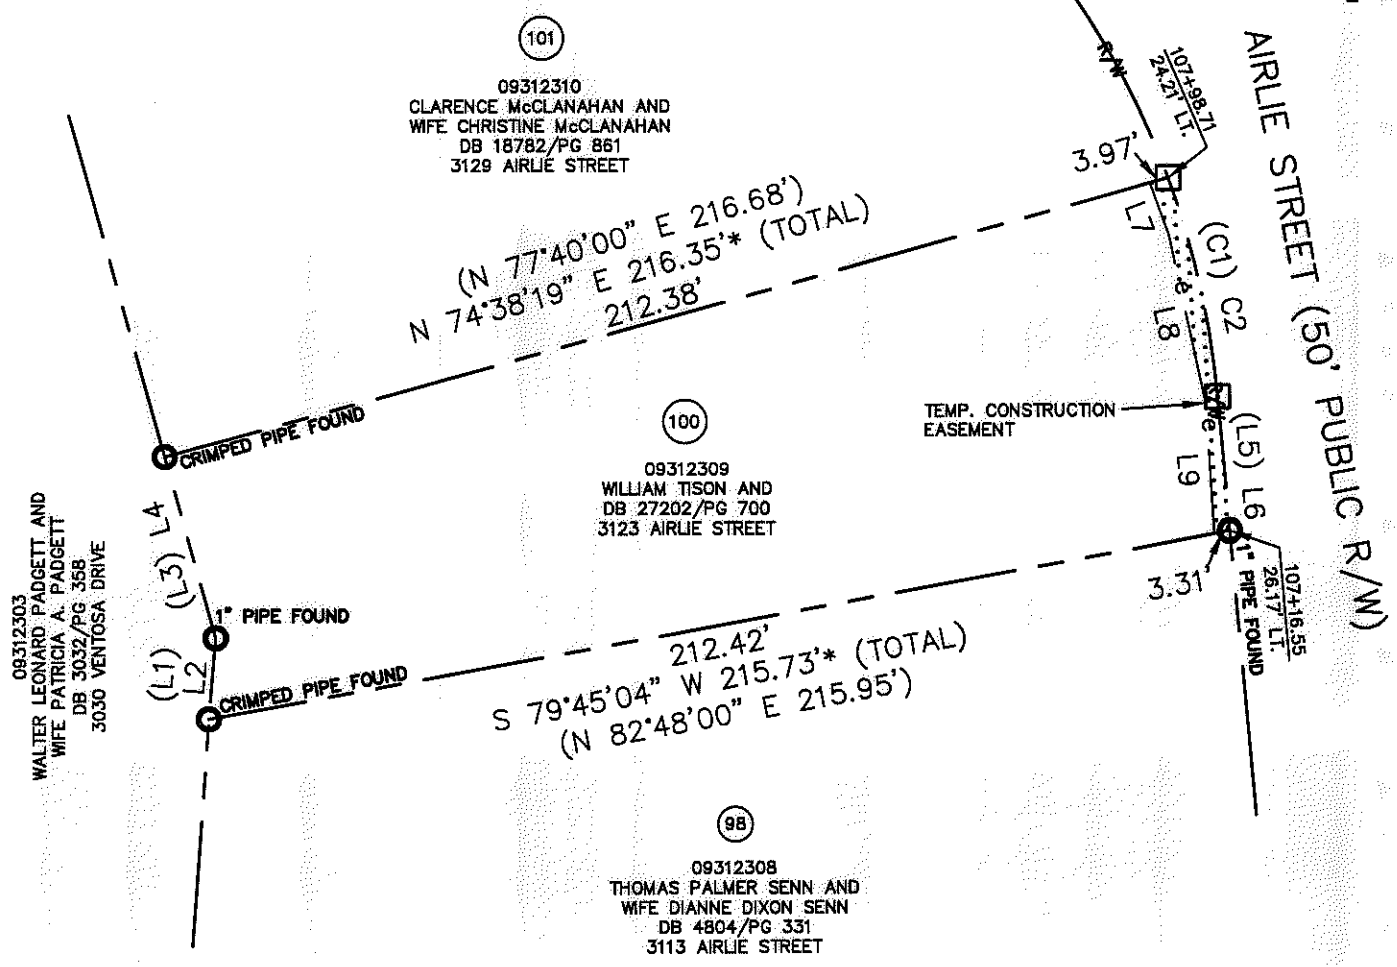 101
09312310
CLARENCE McCLANAHAN AND
WIFE CHRISTINE McCLANAHAN
DB 18782/PG 861
3129 AIRLIE STREET
R/W
107+98.71
24.21' LT.
AIRLIE STREET (50' PUBLIC R/W)
3.97'
(N 77°40'00" E 216.68')
N 74°38'19" E 216.35'* (TOTAL)
212.38'
L7
(C1) C2
e
L8
CRIMPED PIPE FOUND
100
09312309
WILLIAM TISON AND
DB 27202/PG 700
3123 AIRLIE STREET
TEMP. CONSTRUCTION
EASEMENT
R/W
e
(L5) L6
L9
09312303
WALTER LEONARD PADGETT AND
WIFE PATRICIA A. PADGETT
DB 3032/PG 358
3030 VENTOSA DRIVE
(L3) L4
1" PIPE FOUND
(L1)
L2
CRIMPED PIPE FOUND
3.31'
1" PIPE FOUND
107+16.55
26.17' LT.
212.42'
S 79°45'04" W 215.73'* (TOTAL)
(N 82°48'00" E 215.95')
98
09312308
THOMAS PALMER SENN AND
WIFE DIANNE DIXON SENN
DB 4804/PG 331
3113 AIRLIE STREET